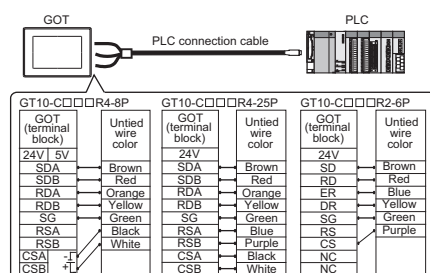 GOT
PLC
PLC connection cable
GT10-C□□□R4-8P
GOT
(terminal
block)
Untied
wire
color
24V 5V
SDA Brown
SDB Red
RDA Orange
RDB Yellow
SG Green
RSA Black
RSB White
CSA -
CSB +
GT10-C□□□R4-25P
GOT
(terminal
block)
Untied
wire
color
24V
SDA Brown
SDB Red
RDA Orange
RDB Yellow
SG Green
RSA Blue
RSB Purple
CSA Black
CSB White
GT10-C□□□R2-6P
GOT
(terminal
block)
Untied
wire
color
24V
SD Brown
RD Red
ER Blue
DR Yellow
SG Green
RS Purple
CS
NC
NC